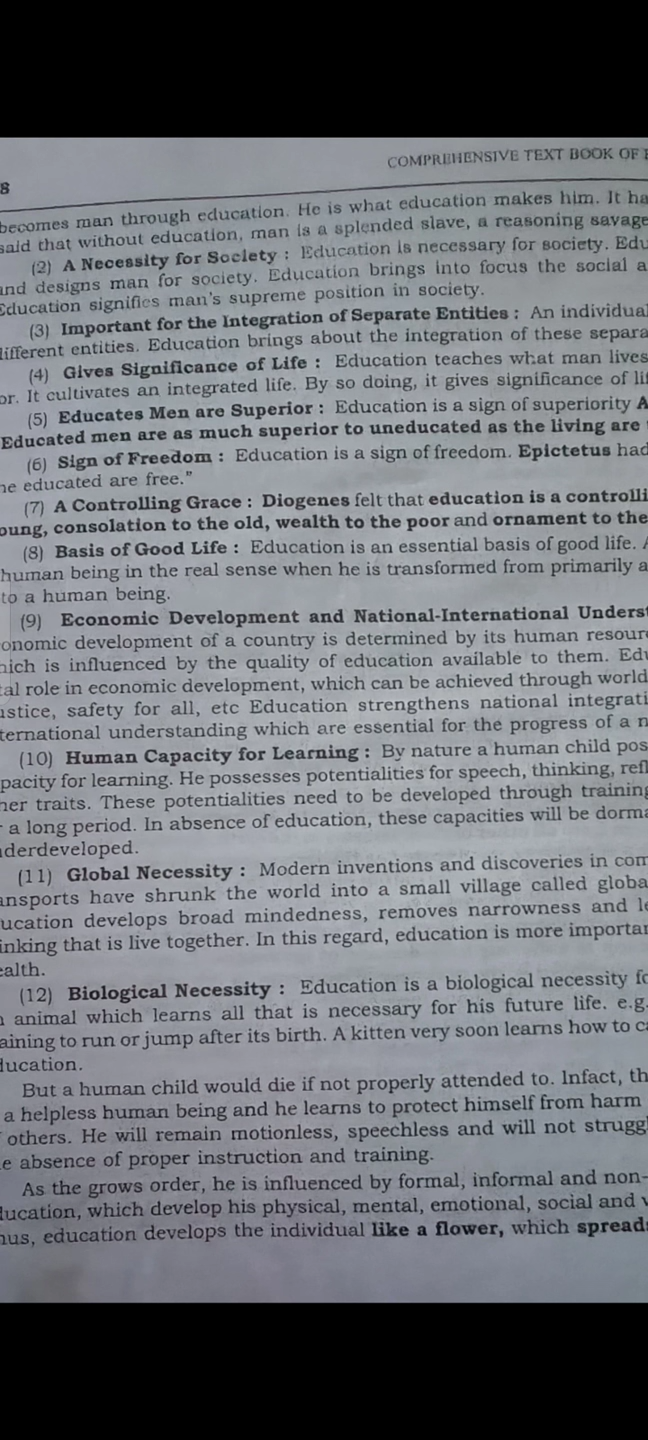 COMPREHENSIVE TEXT BOOK OF
8
becomes man through education. He is what education makes him. It ha
said that without education, man is a splended slave, a reasoning savage
(2) A Necessity for Society : Education is necessary for society. Edu
and designs man for society. Education brings into focus the social a
Education signifies man's supreme position in society.
(3) Important for the Integration of Separate Entities : An individual
different entities. Education brings about the integration of these separa
(4) Gives Significance of Life : Education teaches what man lives
or. It cultivates an integrated life. By so doing, it gives significance of lif
(5) Educates Men are Superior : Education is a sign of superiority A
Educated men are as much superior to uneducated as the living are
(6) Sign of Freedom : Education is a sign of freedom. Epictetus had
he educated are free."
(7) A Controlling Grace : Diogenes felt that education is a controlli
oung, consolation to the old, wealth to the poor and ornament to the
(8) Basis of Good Life : Education is an essential basis of good life.
human being in the real sense when he is transformed from primarily a
to a human being.
(9) Economic Development and National-International Underst
onomic development of a country is determined by its human resour
hich is influenced by the quality of education available to them. Edu
tal role in economic development, which can be achieved through world
ustice, safety for all, etc Education strengthens national integrati
ternational understanding which are essential for the progress of a n
(10) Human Capacity for Learning : By nature a human child pos
pacity for learning. He possesses potentialities for speech, thinking, refl
her traits. These potentialities need to be developed through training
r a long period. In absence of education, these capacities will be dorma
nderdeveloped.
(11) Global Necessity : Modern inventions and discoveries in com
ansports have shrunk the world into a small village called globa
ucation develops broad mindedness, removes narrowness and le
inking that is live together. In this regard, education is more importan
ealth.
(12) Biological Necessity : Education is a biological necessity fo
n animal which learns all that is necessary for his future life. e.g.
aining to run or jump after its birth. A kitten very soon learns how to ca
ducation.
But a human child would die if not properly attended to. Infact, th
a helpless human being and he learns to protect himself from harm
f others. He will remain motionless, speechless and will not struggl
e absence of proper instruction and training.
As the grows order, he is influenced by formal, informal and non-
ducation, which develop his physical, mental, emotional, social and
hus, education develops the individual like a flower, which spreads